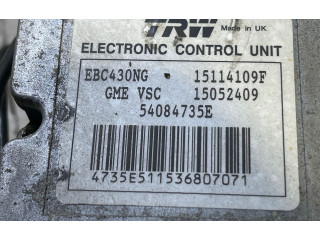 TRW Made in UK
ELECTRONIC CONTROL UNIT
EBC430NG • 15114109F
GME VSC 15052409
54084735E
4735E511536807071